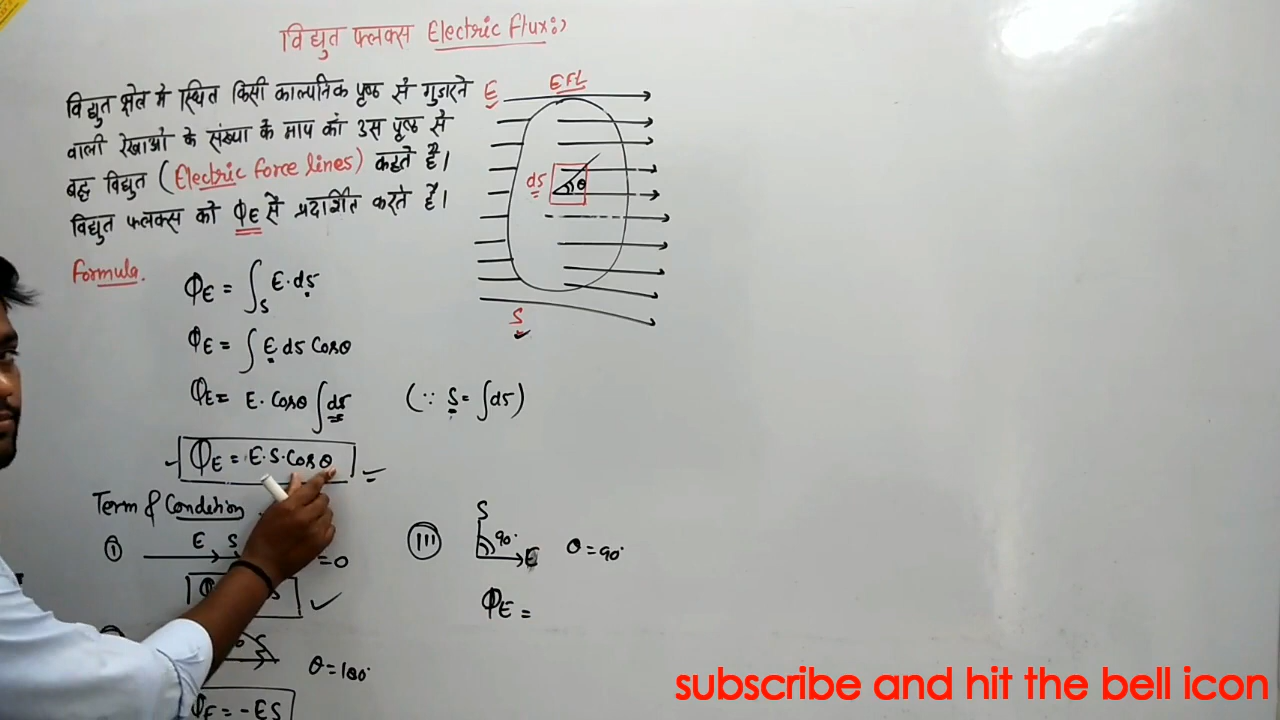 विद्युत फ्लक्स Electric flux:>
विद्युत क्षेत्र में स्थित किसी काल्पनिक पृष्ठ से गुजारने
वाली रेखाओं के संख्या के माप को उस पृष्ठ से
बद्ध विद्युत (Electric force lines) कहते है।
विद्युत फ्लक्स को ΦE से प्रदर्शित करते है।
E EFL
ds θ
S
Formula.
ΦE = ∫S E·ds
ΦE = ∫ E ds Cosθ
ΦE = E·Cosθ ∫ds (∵ S = ∫ds)
ΦE = E·S·Cosθ
Term & Condition
① E S = 0
θ = 180°
ΦE = -ES
III S 90° E θ = 90°
ΦE =
subscribe and hit the bell icon